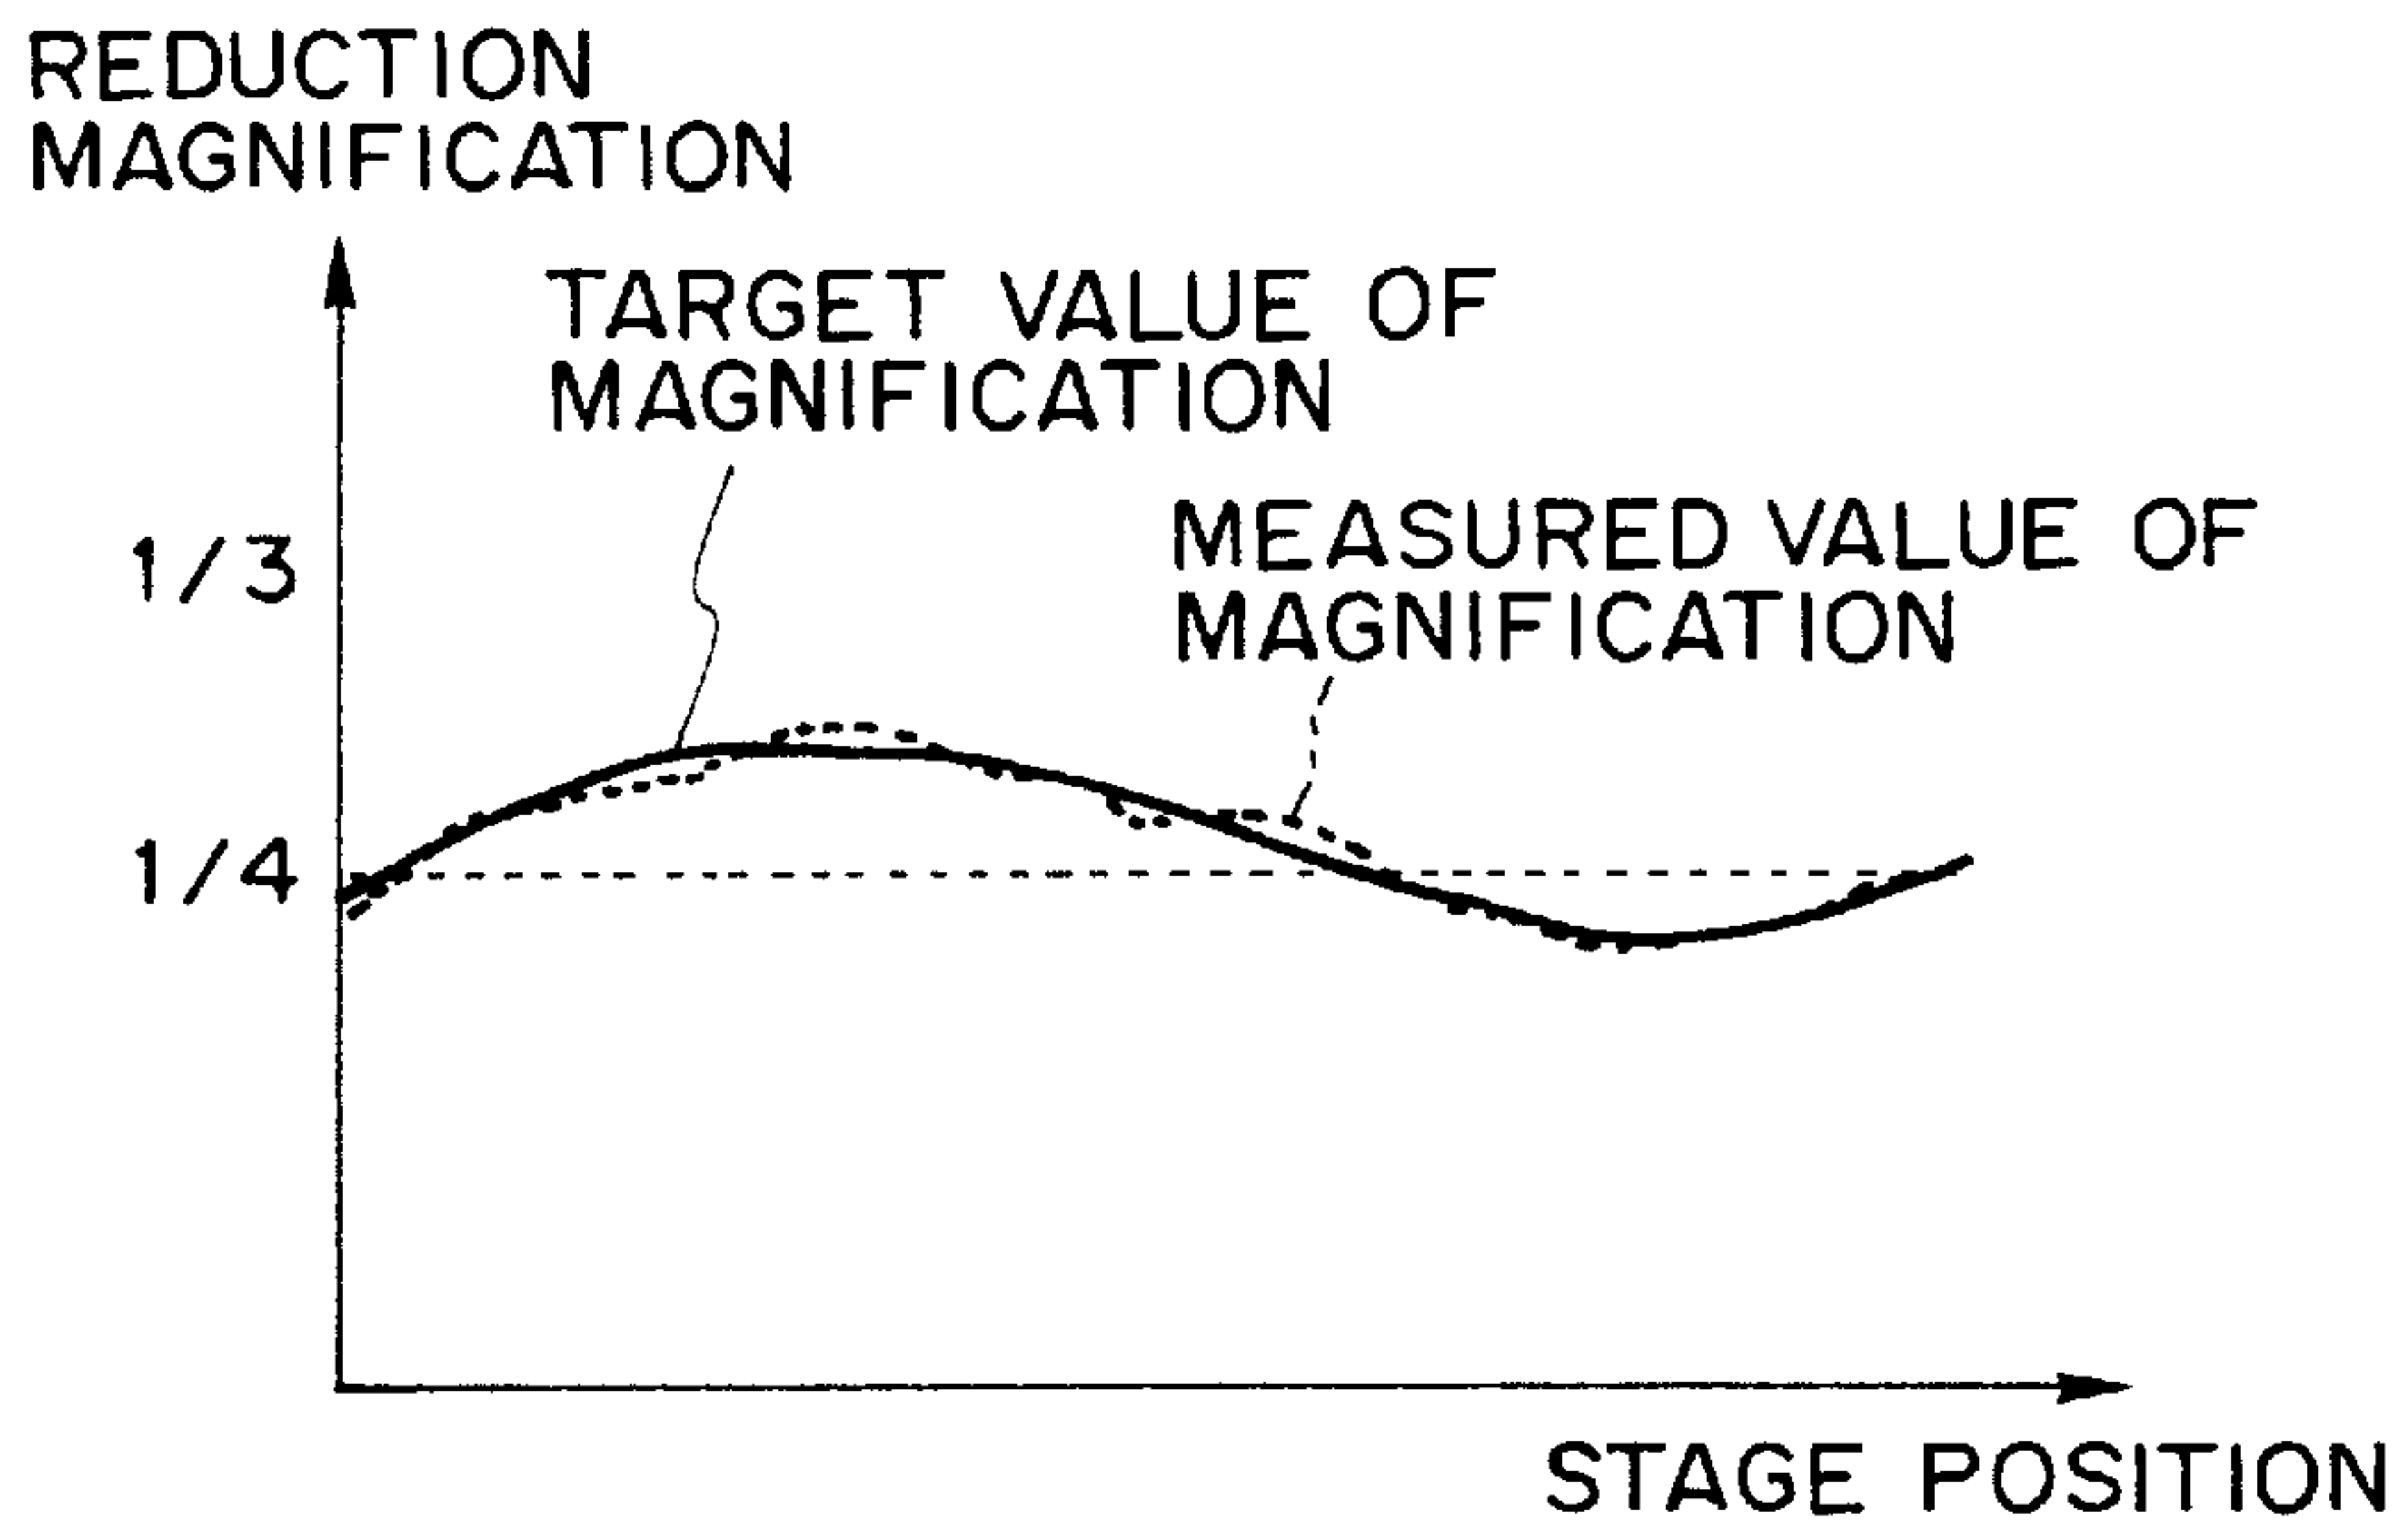 REDUCTION
MAGNIFICATION
TARGET VALUE OF
MAGNIFICATION
1/3
MEASURED VALUE OF
MAGNIFICATION
1/4
STAGE POSITION